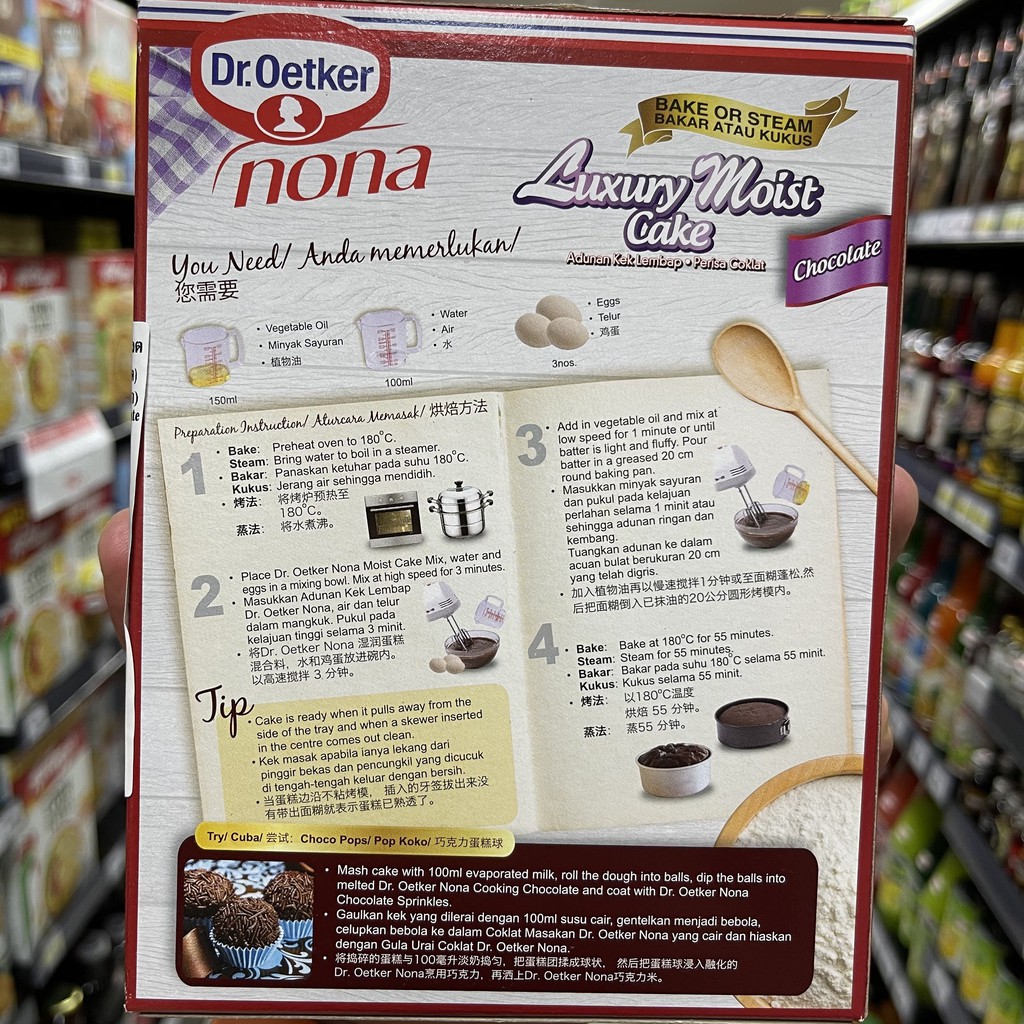 Dr.Oetker
nona
BAKE OR STEAM
BAKAR ATAU KUKUS
Luxury Moist
Cake
Adunan Kek Lembap • Perisa Coklat
Chocolate
You Need/ Anda memerlukan/
您需要
• Vegetable Oil
• Minyak Sayuran
• 植物油
150ml
• Water
• Air
• 水
100ml
• Eggs
• Telur
• 鸡蛋
3nos.
Preparation Instruction/ Aturcara Memasak/ 烘焙方法
1
• Bake: Preheat oven to 180°C.
Steam: Bring water to boil in a steamer.
• Bakar: Panaskan ketuhar pada suhu 180°C.
Kukus: Jerang air sehingga mendidih.
• 烤法: 将烤炉预热至
180°C。
蒸法: 将水煮沸。
2
• Place Dr. Oetker Nona Moist Cake Mix, water and
eggs in a mixing bowl. Mix at high speed for 3 minutes.
• Masukkan Adunan Kek Lembap
Dr. Oetker Nona, air dan telur
dalam mangkuk. Pukul pada
kelajuan tinggi selama 3 minit.
• 将Dr. Oetker Nona 湿润蛋糕
混合料，水和鸡蛋放进碗内。
以高速搅拌 3 分钟。
Tip
• Cake is ready when it pulls away from the
side of the tray and when a skewer inserted
in the centre comes out clean.
• Kek masak apabila ianya lekang dari
pinggir bekas dan pencungkil yang dicucuk
di tengah-tengah keluar dengan bersih.
• 当蛋糕边沿不粘烤模， 插入的牙签拔出来没
有带出面糊就表示蛋糕已熟透了。
3
• Add in vegetable oil and mix at
low speed for 1 minute or until
batter is light and fluffy. Pour
batter in a greased 20 cm
round baking pan.
• Masukkan minyak sayuran
dan pukul pada kelajuan
perlahan selama 1 minit atau
sehingga adunan ringan dan
kembang.
Tuangkan adunan ke dalam
acuan bulat berukuran 20 cm
yang telah digris.
• 加入植物油再以慢速搅拌1分钟或至面糊蓬松,然
后把面糊倒入已抹油的20公分圆形烤模内。
4
• Bake: Bake at 180°C for 55 minutes.
Steam: Steam for 55 minutes.
• Bakar: Bakar pada suhu 180°C selama 55 minit.
Kukus: Kukus selama 55 minit.
• 烤法: 以180°C温度
烘焙 55 分钟。
蒸法: 蒸55 分钟。
Try/ Cuba/ 尝试: Choco Pops/ Pop Koko/ 巧克力蛋糕球
• Mash cake with 100ml evaporated milk, roll the dough into balls, dip the balls into
melted Dr. Oetker Nona Cooking Chocolate and coat with Dr. Oetker Nona
Chocolate Sprinkles.
• Gaulkan kek yang dilerai dengan 100ml susu cair, gentelkan menjadi bebola,
celupkan bebola ke dalam Coklat Masakan Dr. Oetker Nona yang cair dan hiaskan
dengan Gula Urai Coklat Dr. Oetker Nona.
• 将捣碎的蛋糕与100毫升淡奶捣匀，把蛋糕团揉成球状， 然后把蛋糕球浸入融化的
Dr. Oetker Nona烹用巧克力，再洒上Dr. Oetker Nona巧克力米。